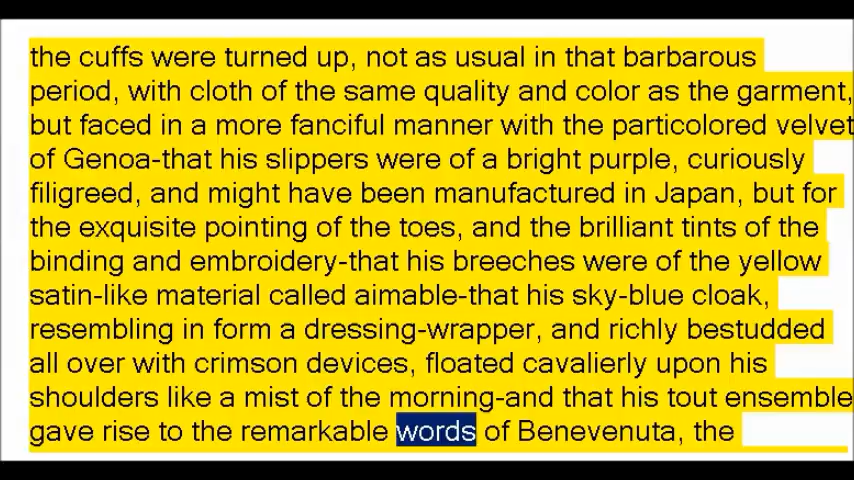 the cuffs were turned up, not as usual in that barbarous
period, with cloth of the same quality and color as the garment,
but faced in a more fanciful manner with the particolored velvet
of Genoa-that his slippers were of a bright purple, curiously
filigreed, and might have been manufactured in Japan, but for
the exquisite pointing of the toes, and the brilliant tints of the
binding and embroidery-that his breeches were of the yellow
satin-like material called aimable-that his sky-blue cloak,
resembling in form a dressing-wrapper, and richly bestudded
all over with crimson devices, floated cavalierly upon his
shoulders like a mist of the morning-and that his tout ensemble
gave rise to the remarkable words of Benevenuta, the